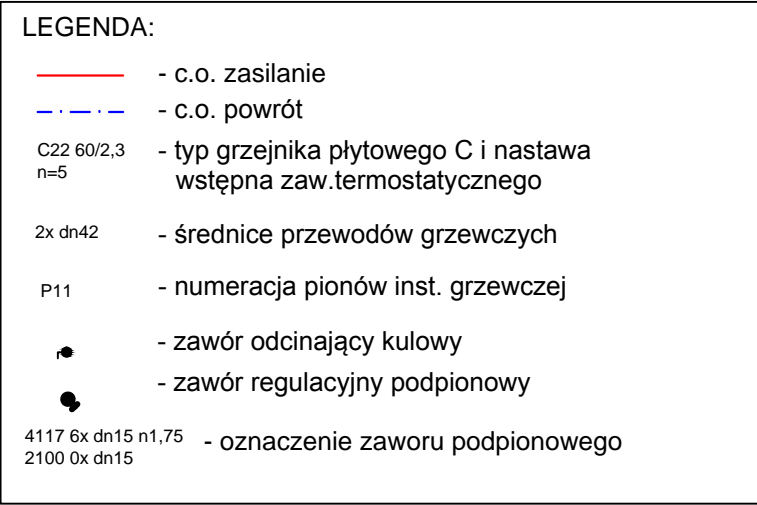 LEGENDA:
- c.o. zasilanie
- c.o. powrót
C22 60/2,3
n=5
- typ grzejnika płytowego C i nastawa
wstępna zaw.termostatycznego
2x dn42
- średnice przewodów grzewczych
P11
- numeracja pionów inst. grzewczej
- zawór odcinający kulowy
- zawór regulacyjny podpionowy
4117 6x dn15 n1,75
2100 0x dn15
- oznaczenie zaworu podpionowego